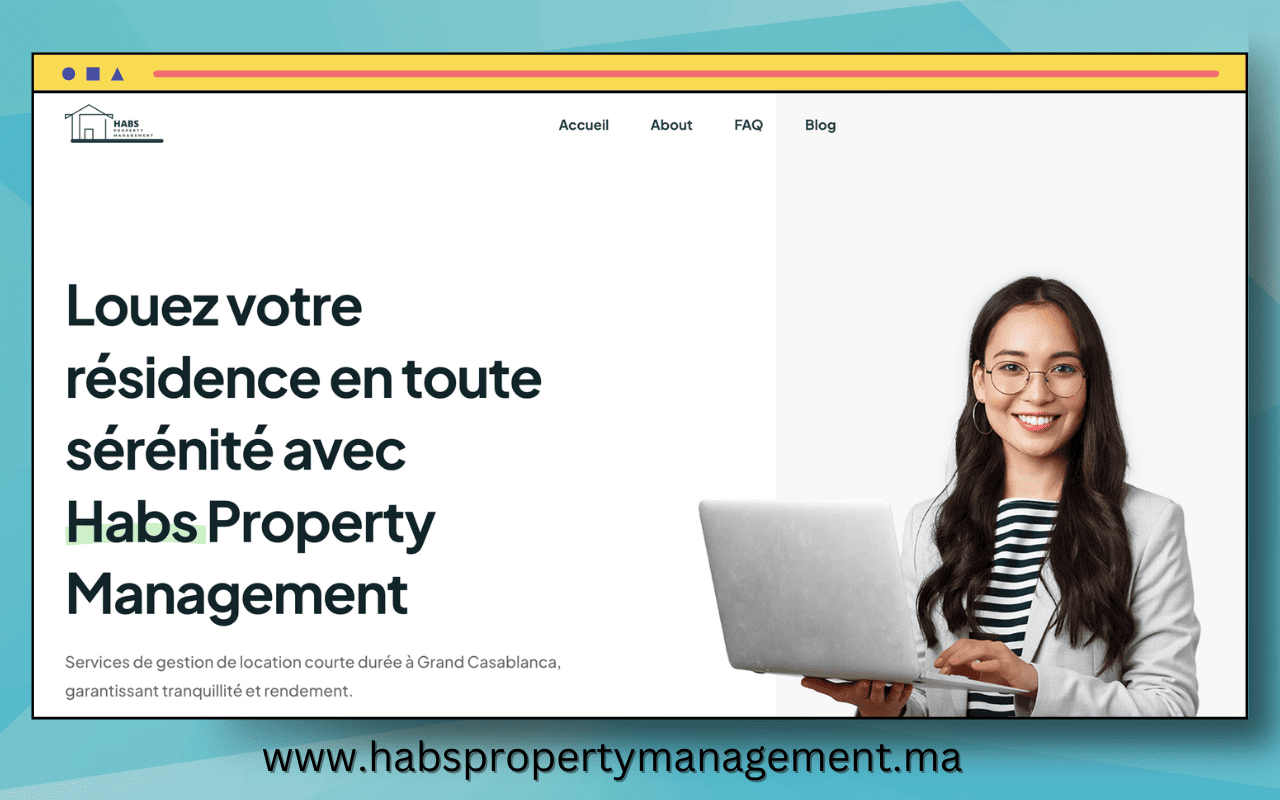 HABS
PROPERTY
MANAGEMENT
Accueil About FAQ Blog
Louez votre
résidence en toute
sérénité avec
Habs Property
Management
Services de gestion de location courte durée à Grand Casablanca,
garantissant tranquillité et rendement.
www.habspropertymanagement.ma